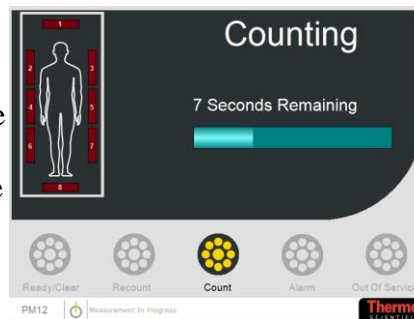 Counting
1
2
3
7 Seconds Remaining
4
5
6
7
8
e
e
Ready/Clear
Recount
Count
Alarm
Out Of Service
PM12
Measurement In Progress
Thermo
SCIENTIFIC